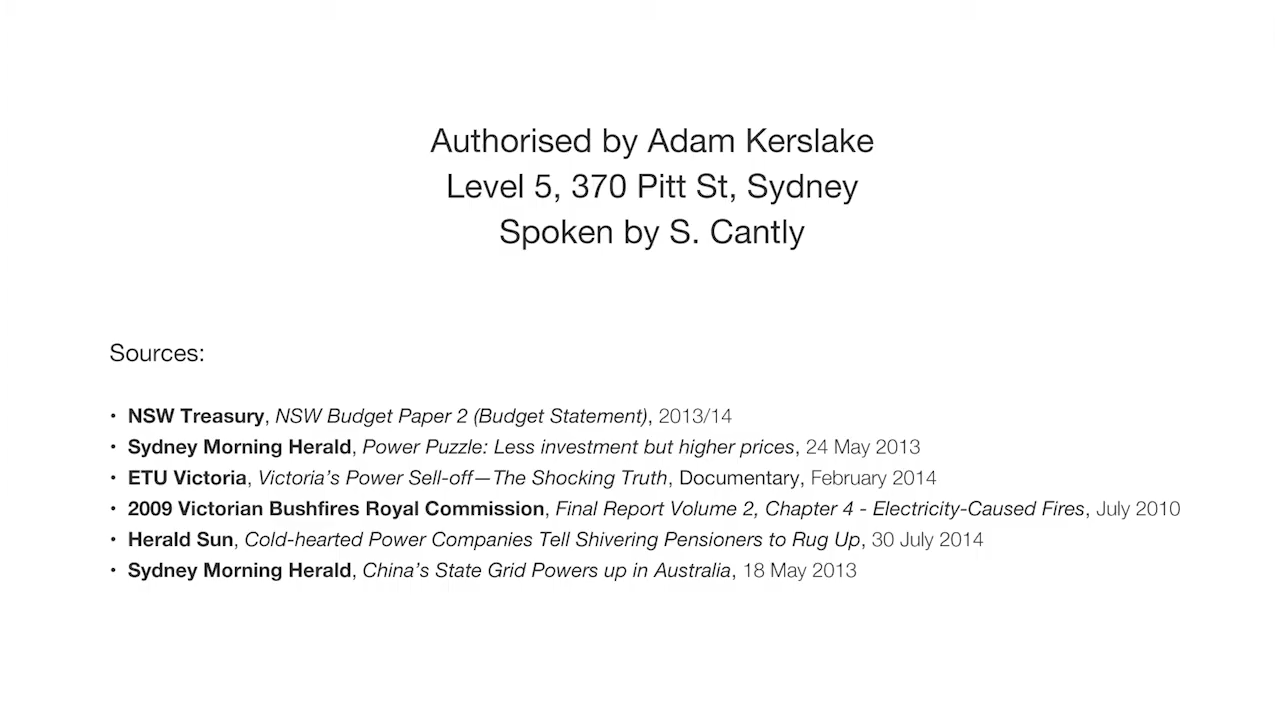 Authorised by Adam Kerslake
Level 5, 370 Pitt St, Sydney
Spoken by S. Cantly
Sources:
• NSW Treasury, NSW Budget Paper 2 (Budget Statement), 2013/14
• Sydney Morning Herald, Power Puzzle: Less investment but higher prices, 24 May 2013
• ETU Victoria, Victoria’s Power Sell-off—The Shocking Truth, Documentary, February 2014
• 2009 Victorian Bushfires Royal Commission, Final Report Volume 2, Chapter 4 - Electricity-Caused Fires, July 2010
• Herald Sun, Cold-hearted Power Companies Tell Shivering Pensioners to Rug Up, 30 July 2014
• Sydney Morning Herald, China’s State Grid Powers up in Australia, 18 May 2013